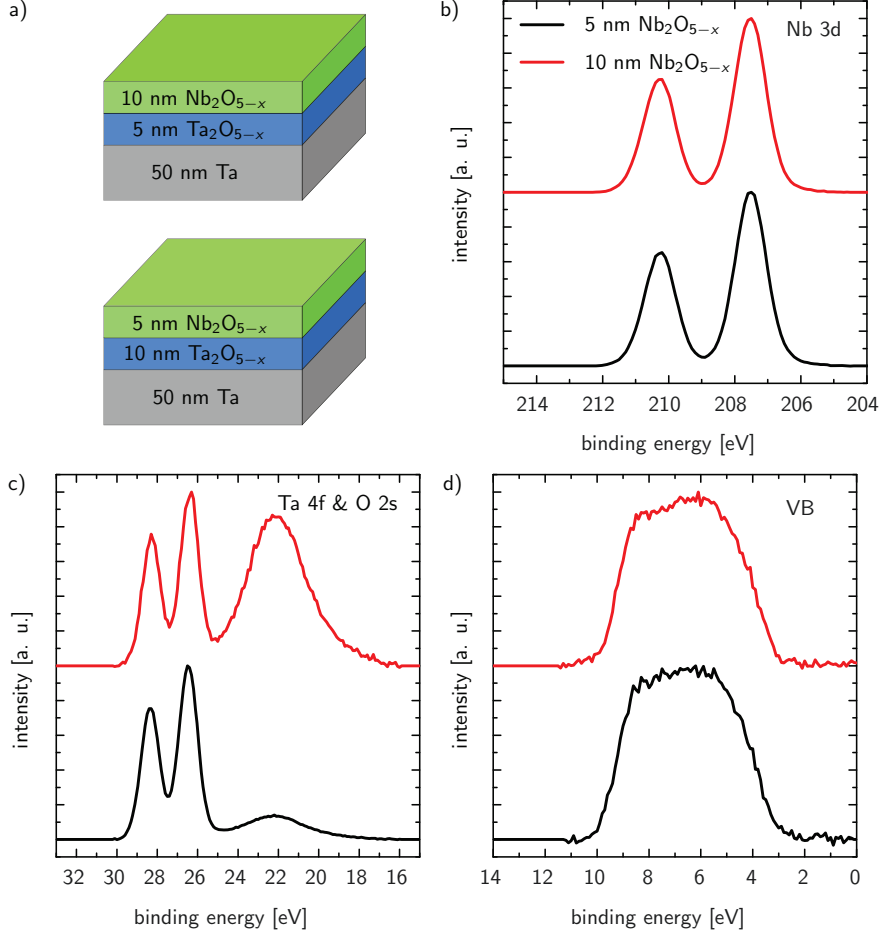 a)
10 nm Nb₂O₅₋ₓ
5 nm Ta₂O₅₋ₓ
50 nm Ta
5 nm Nb₂O₅₋ₓ
10 nm Ta₂O₅₋ₓ
50 nm Ta
b)
5 nm Nb₂O₅₋ₓ
10 nm Nb₂O₅₋ₓ
Nb 3d
intensity [a. u.]
214 212 210 208 206 204
binding energy [eV]
c)
Ta 4f & O 2s
intensity [a. u.]
32 30 28 26 24 22 20 18 16
binding energy [eV]
d)
VB
intensity [a. u.]
14 12 10 8 6 4 2 0
binding energy [eV]